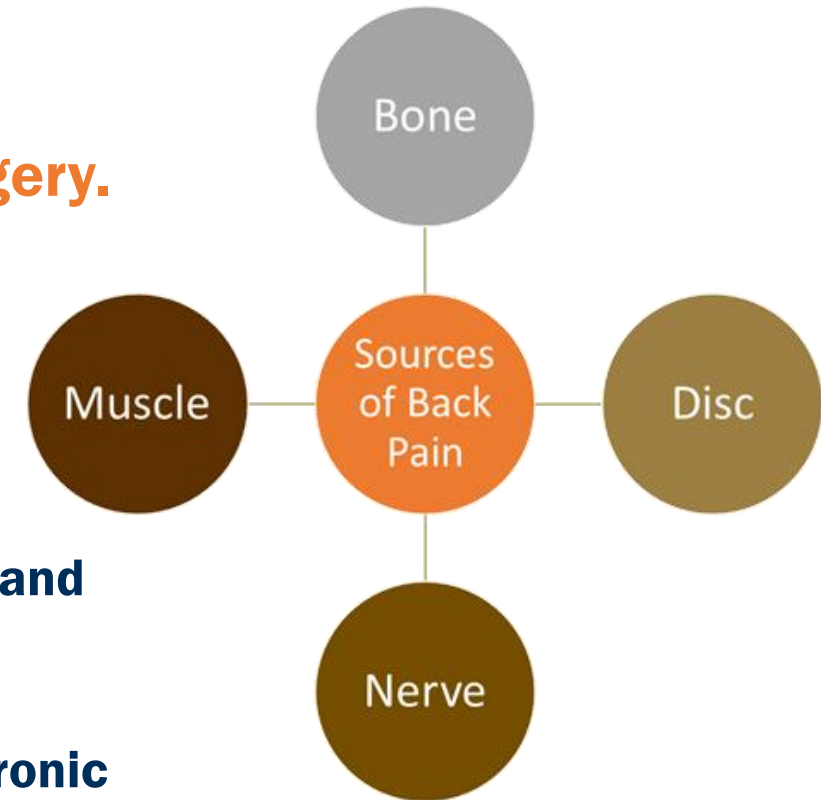 gery.
and
ronic
Bone
Muscle
Sources
of Back
Pain
Disc
Nerve